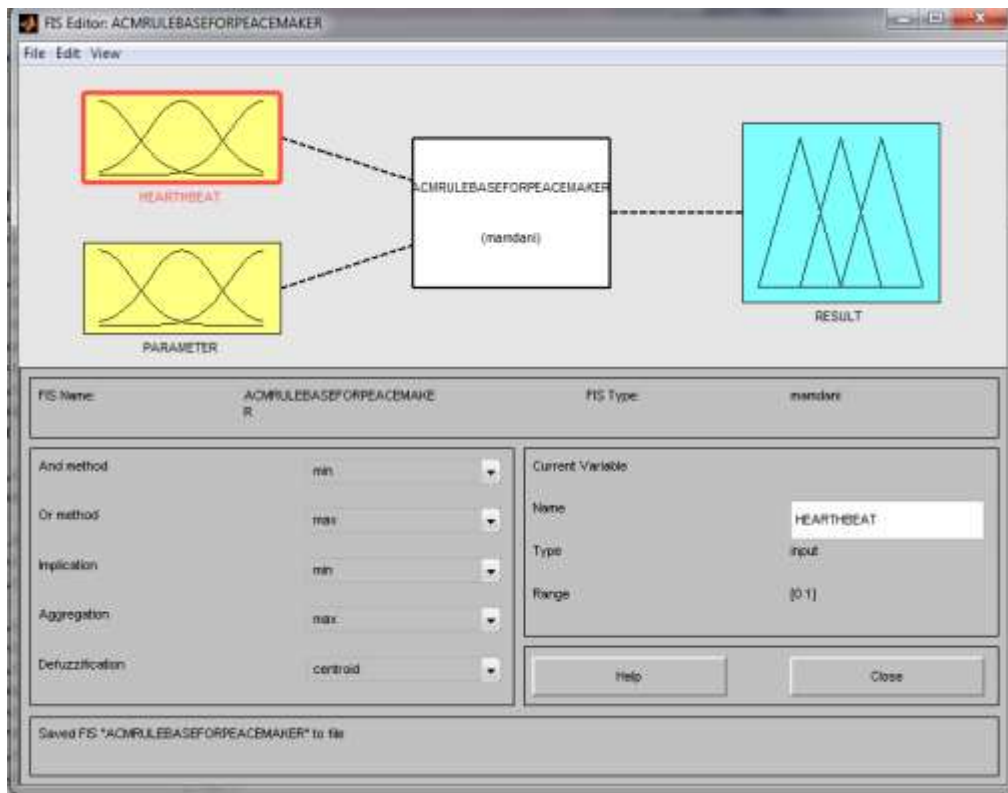 FIS Editor: ACMRULEBASEFORPEACEMAKER
File Edit View
HEARTHBEAT
PARAMETER
ACMRULEBASEFORPEACEMAKER
(mamdani)
RESULT
FIS Name:
ACMRULEBASEFORPEACEMAKE
R
FIS Type:
mamdani
And method
min
Or method
max
Implication
min
Aggregation
max
Defuzzification
centroid
Current Variable
Name
HEARTHBEAT
Type
input
Range
[0 1]
Help
Close
Saved FIS "ACMRULEBASEFORPEACEMAKER" to file